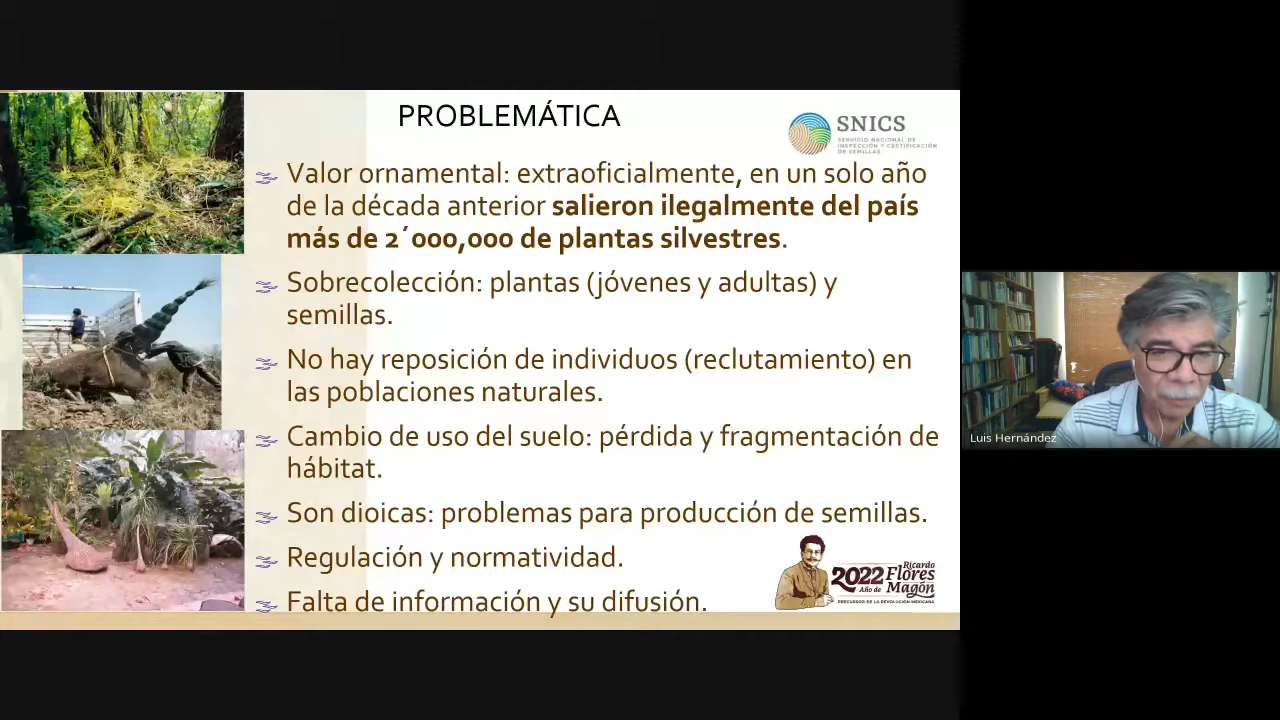 PROBLEMÁTICA
SNICS
SERVICIO NACIONAL DE
INSPECCIÓN Y CERTIFICACIÓN
DE SEMILLAS
Valor ornamental: extraoficialmente, en un solo año
de la década anterior salieron ilegalmente del país
más de 2´000,000 de plantas silvestres.
Sobrecolección: plantas (jóvenes y adultas) y
semillas.
No hay reposición de individuos (reclutamiento) en
las poblaciones naturales.
Cambio de uso del suelo: pérdida y fragmentación de
hábitat.
Son dioicas: problemas para producción de semillas.
Regulación y normatividad.
Falta de información y su difusión.
2022 Ricardo
Año de Flores
Magón
PRECURSOR DE LA REVOLUCIÓN MEXICANA
Luis Hernández